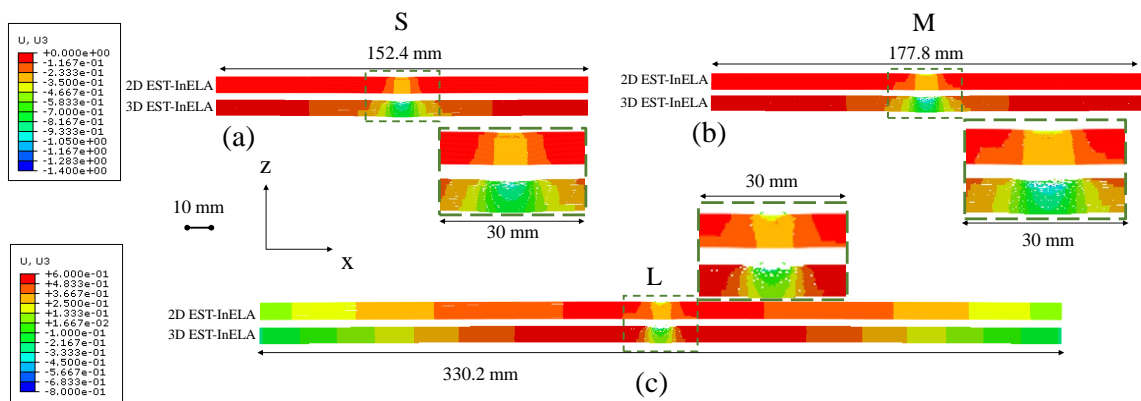 U, U3
+0.000e+00
-1.167e-01
-2.333e-01
-3.500e-01
-4.667e-01
-5.833e-01
-7.000e-01
-8.167e-01
-9.333e-01
-1.050e+00
-1.167e+00
-1.283e+00
-1.400e+00
S
152.4 mm
2D EST-InELA
3D EST-InELA
(a)
30 mm
M
177.8 mm
2D EST-InELA
3D EST-InELA
(b)
30 mm
z
x
10 mm
U, U3
+6.000e-01
+4.833e-01
+3.667e-01
+2.500e-01
+1.333e-01
+1.667e-02
-1.000e-01
-2.167e-01
-3.333e-01
-4.500e-01
-5.667e-01
-6.833e-01
-8.000e-01
30 mm
L
2D EST-InELA
3D EST-InELA
330.2 mm
(c)